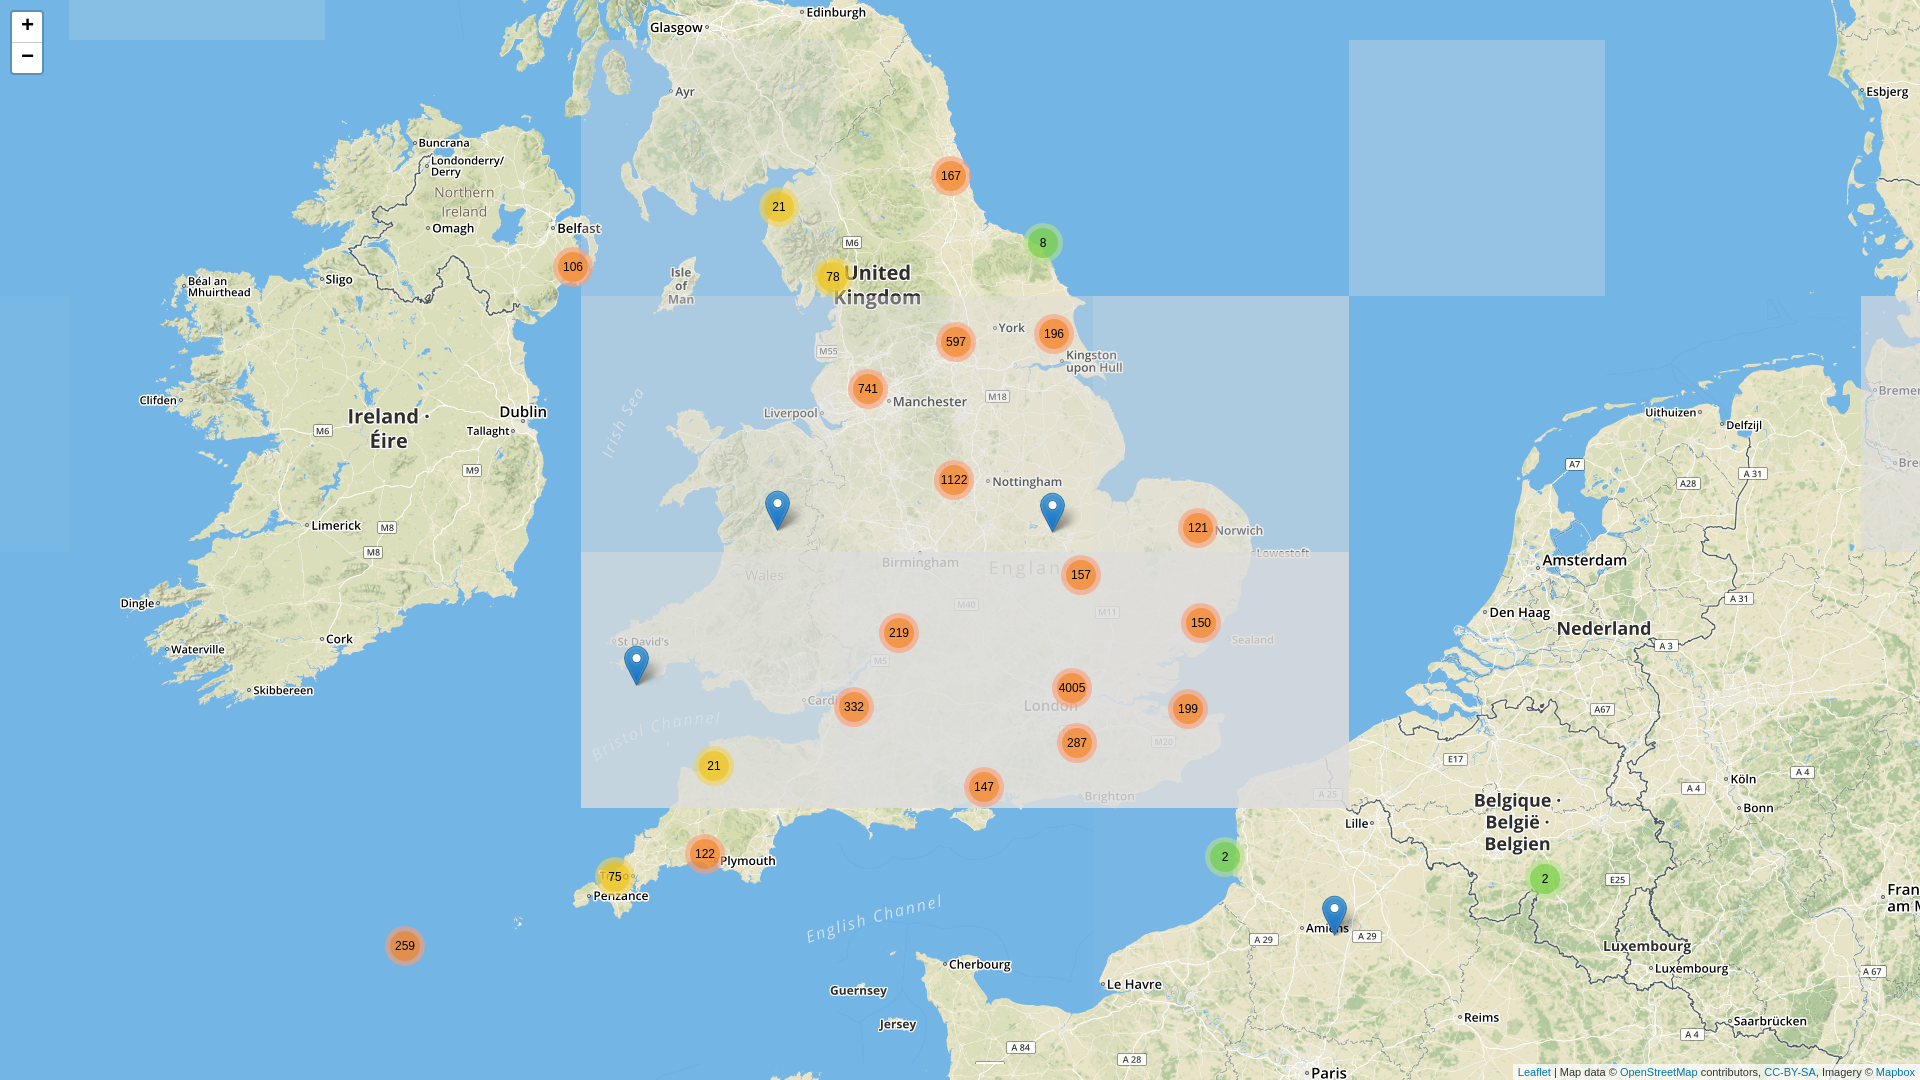 +
−
Edinburgh
Glasgow
Ayr
Esbjerg
Buncrana
Londonderry/
Derry
Northern
Ireland
Omagh
Belfast
167
21
8
M6
106
78
United
Kingdom
Isle
of
Man
Sligo
Béal an
Mhuirthead
York
196
597
M55
Kingston
upon Hull
741
Manchester
M18
Liverpool
Clifden
Ireland ·
Éire
Dublin
Tallaght
M6
M9
Irish Sea
Uithuizen
Delfzijl
A7
A 31
A28
1122
Nottingham
121
Norwich
Lowestoft
Limerick
M8
M8
Birmingham
Wales
157
Amsterdam
Dingle
M40
M11
A 31
Den Haag
Nederland
Cork
Waterville
St David's
219
150
Sealand
M5
A 3
Skibbereen
4005
London
332
199
A67
Bristol Channel
287
M20
E17
21
147
Brighton
A 25
Köln
A 4
A 4
Bonn
Belgique ·
België ·
Belgien
Lille
122
Plymouth
2
75
Penzance
2
E25
English Channel
Amiens
A 29
A 29
259
Luxembourg
Luxembourg
Cherbourg
A 67
Le Havre
Guernsey
Jersey
Reims
Saarbrücken
A 84
A 28
A 4
Paris
Leaflet | Map data © OpenStreetMap contributors, CC-BY-SA, Imagery © Mapbox